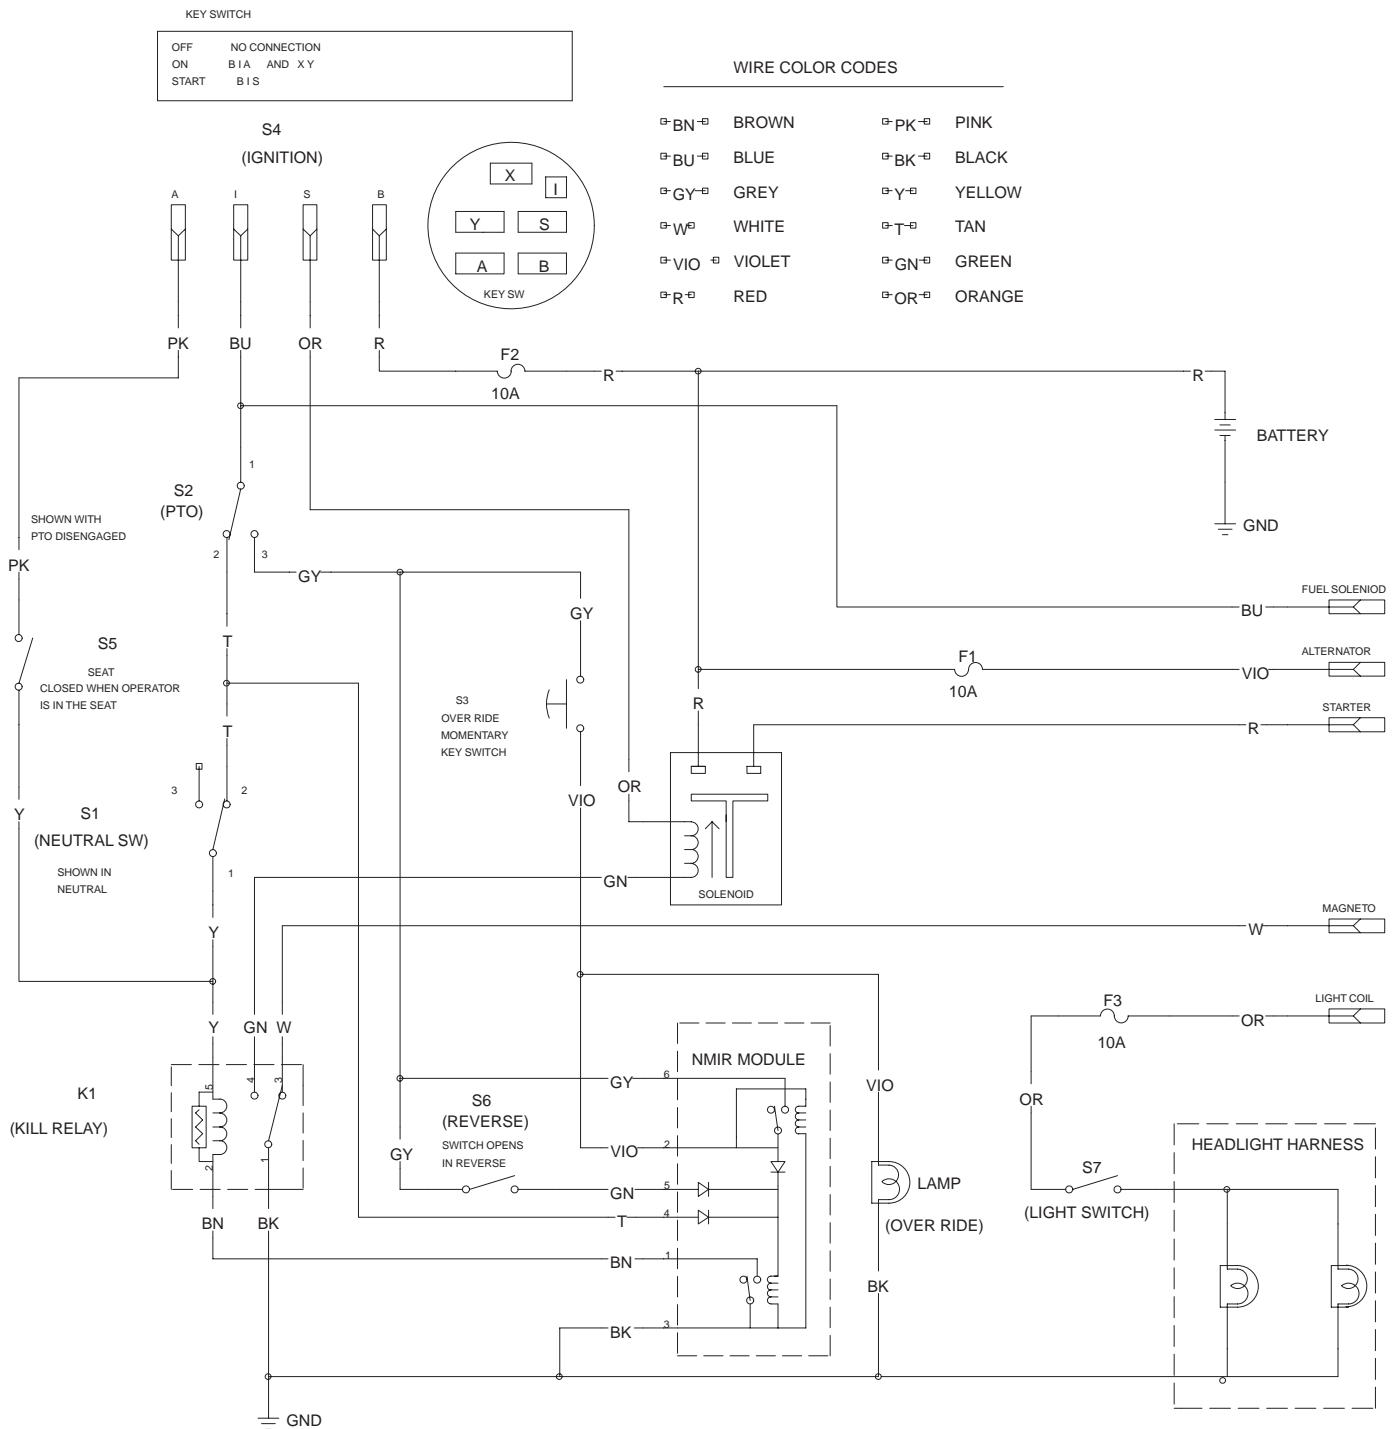 KEY SWITCH
OFF NO CONNECTION
ON B I A AND X Y
START B I S
WIRE COLOR CODES
BN BROWN
BU BLUE
GY GREY
W WHITE
VIO VIOLET
R RED
PK PINK
BK BLACK
Y YELLOW
T TAN
GN GREEN
OR ORANGE
S4
(IGNITION)
A I S B
X
I
Y S
A B
KEY SW
PK BU OR R
F2
10A
R
R
BATTERY
GND
1
S2
(PTO)
2 3
SHOWN WITH
PTO DISENGAGED
PK
GY
GY
T
S5
SEAT
CLOSED WHEN OPERATOR
IS IN THE SEAT
T
S3
OVER RIDE
MOMENTARY
KEY SWITCH
FUEL SOLENIOD
BU
ALTERNATOR
F1
10A
VIO
STARTER
R
R
OR
VIO
3 2
Y
S1
(NEUTRAL SW)
SHOWN IN
NEUTRAL
1
GN
SOLENOID
Y
MAGNETO
W
LIGHT COIL
F3
10A
OR
Y GN W
NMIR MODULE
K1
(KILL RELAY)
5 4 3
2 1
GY 6
S6
(REVERSE)
SWITCH OPENS
IN REVERSE
GY
VIO 2
GN 5
T 4
BN 1
BK 3
BN BK
VIO
LAMP
(OVER RIDE)
BK
OR
S7
(LIGHT SWITCH)
HEADLIGHT HARNESS
GND